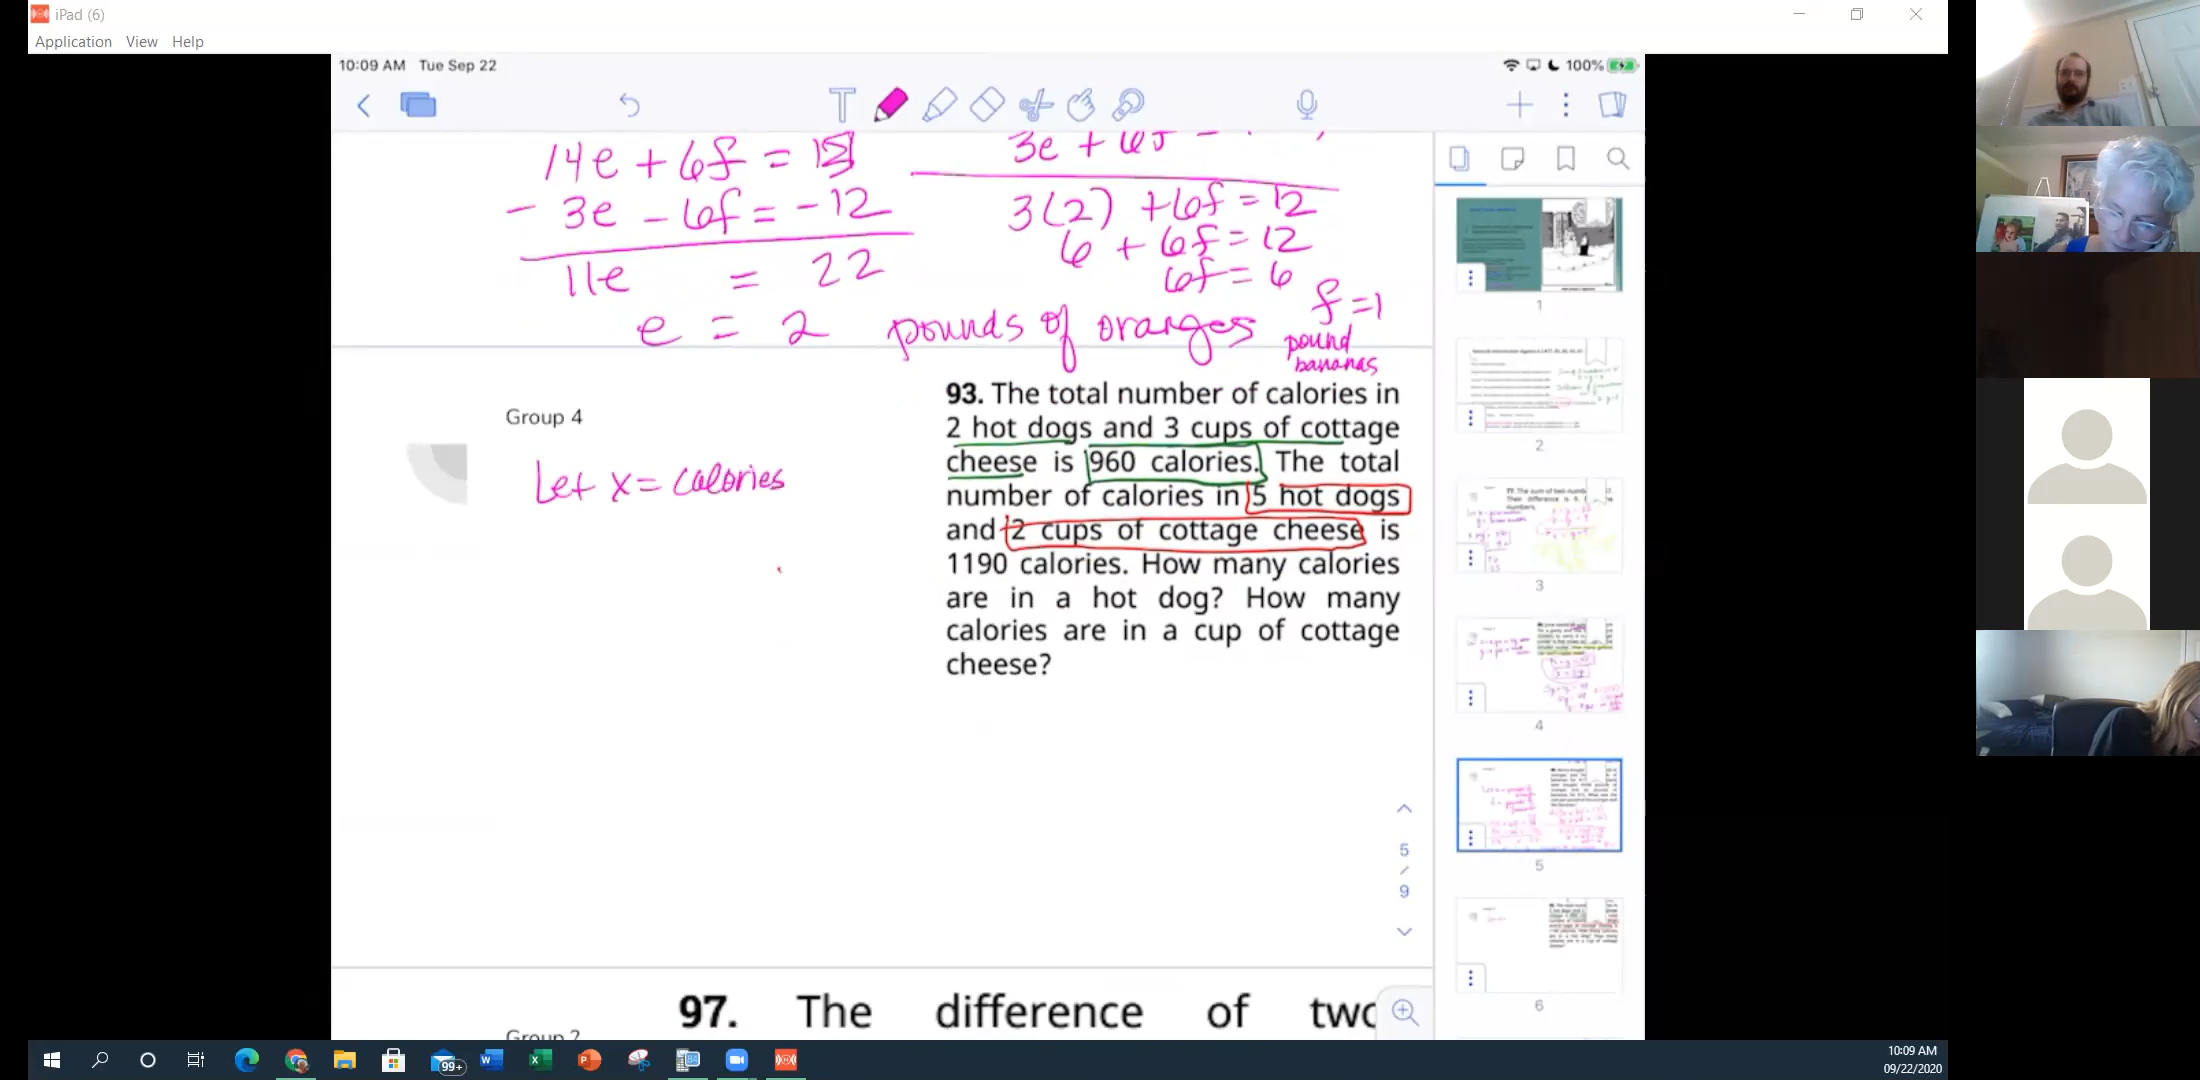 iPad (6)
Application View Help
10:09 AM Tue Sep 22
100%
14e + 6f =
3e + 6f =
- 3e - 6f = -12
3(2) + 6f = 12
6 + 6f = 12
11e = 22
6f = 6
f = 1
e = 2 pounds of oranges
pound
bananas
Group 4
Let x = calories
93. The total number of calories in
2 hot dogs and 3 cups of cottage
cheese is 960 calories. The total
number of calories in 5 hot dogs
and 2 cups of cottage cheese is
1190 calories. How many calories
are in a hot dog? How many
calories are in a cup of cottage
cheese?
5
/
9
97. The difference of two
Group 2
1
2
3
4
5
6
99+
10:09 AM
09/22/2020